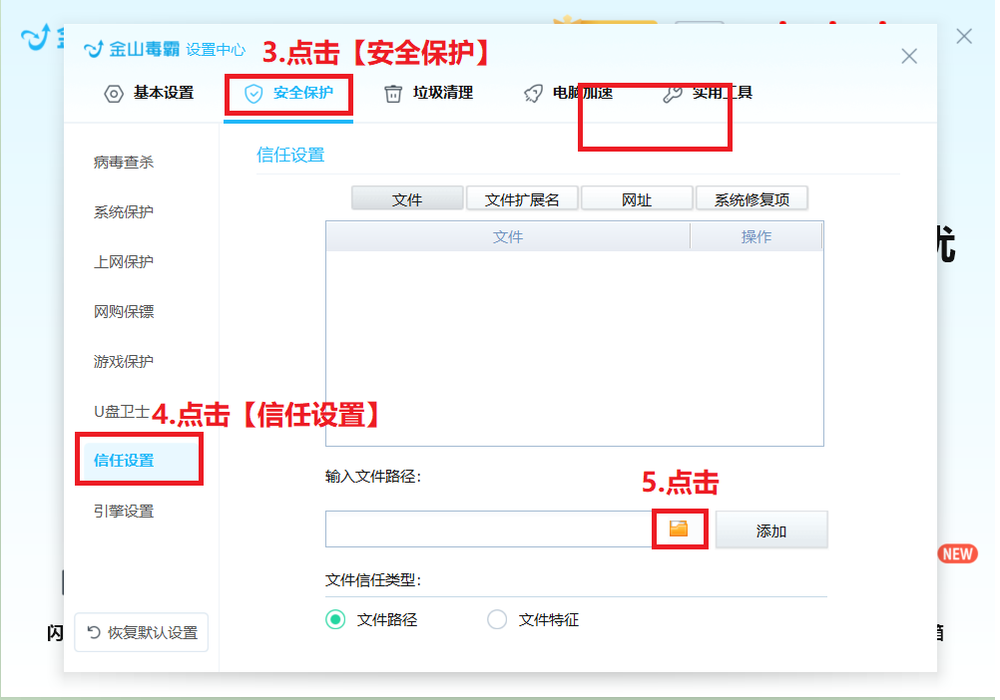 金山毒霸 设置中心
3.点击【安全保护】
基本设置 安全保护 垃圾清理 电脑加速 实用工具
病毒查杀
系统保护
上网保护
网购保镖
游戏保护
U盘卫士
4.点击【信任设置】
信任设置
引擎设置
恢复默认设置
信任设置
文件 文件扩展名 网址 系统修复项
文件 操作
输入文件路径：
5.点击
添加
文件信任类型：
文件路径 文件特征
NEW
闪